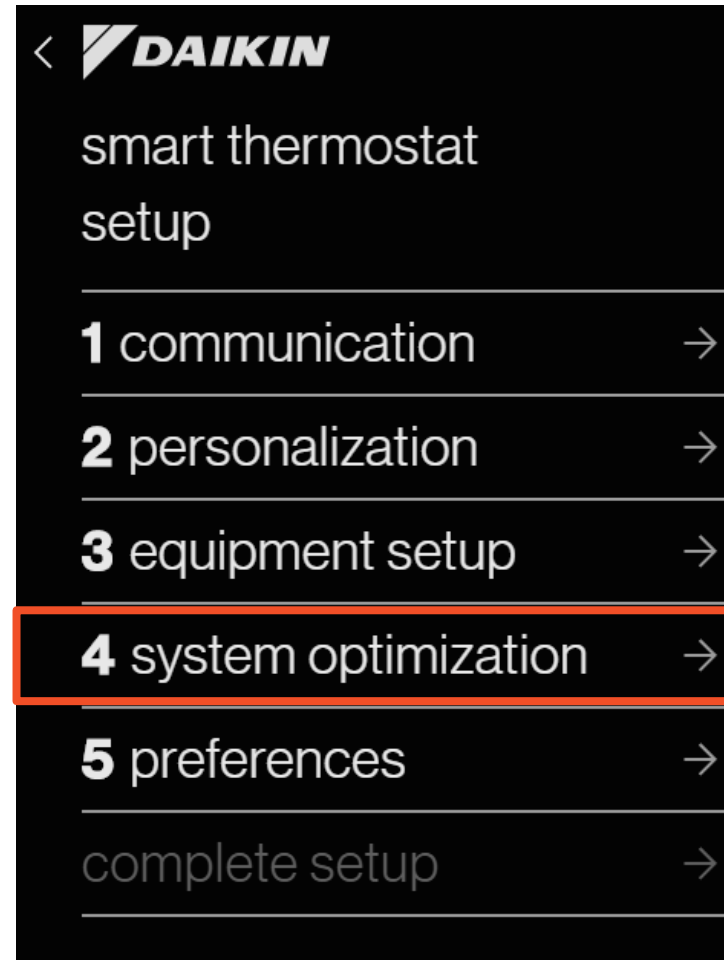 DAIKIN
smart thermostat
setup
1 communication
2 personalization
3 equipment setup
4 system optimization
5 preferences
complete setup